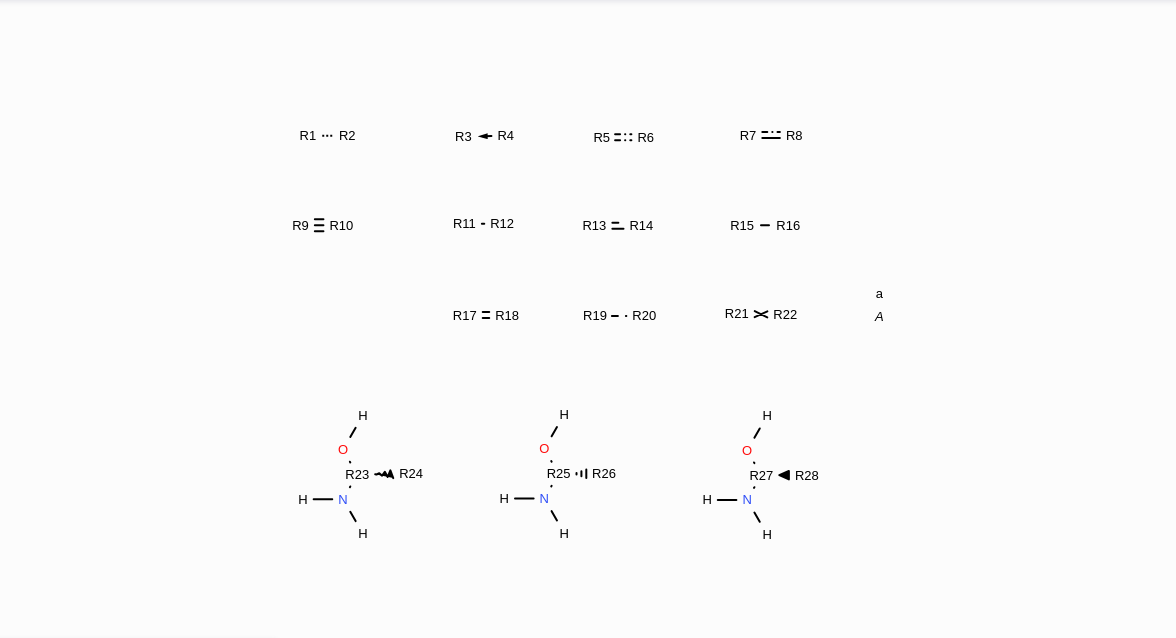 R1 R2 R3 R4 R5 R6 R7 R8
R9 R10 R11 R12 R13 R14 R15 R16
a
R17 R18 R19 R20 R21 R22 A
H H H
O O O
R23 R24 R25 R26 R27 R28
H N H N H N
H H H